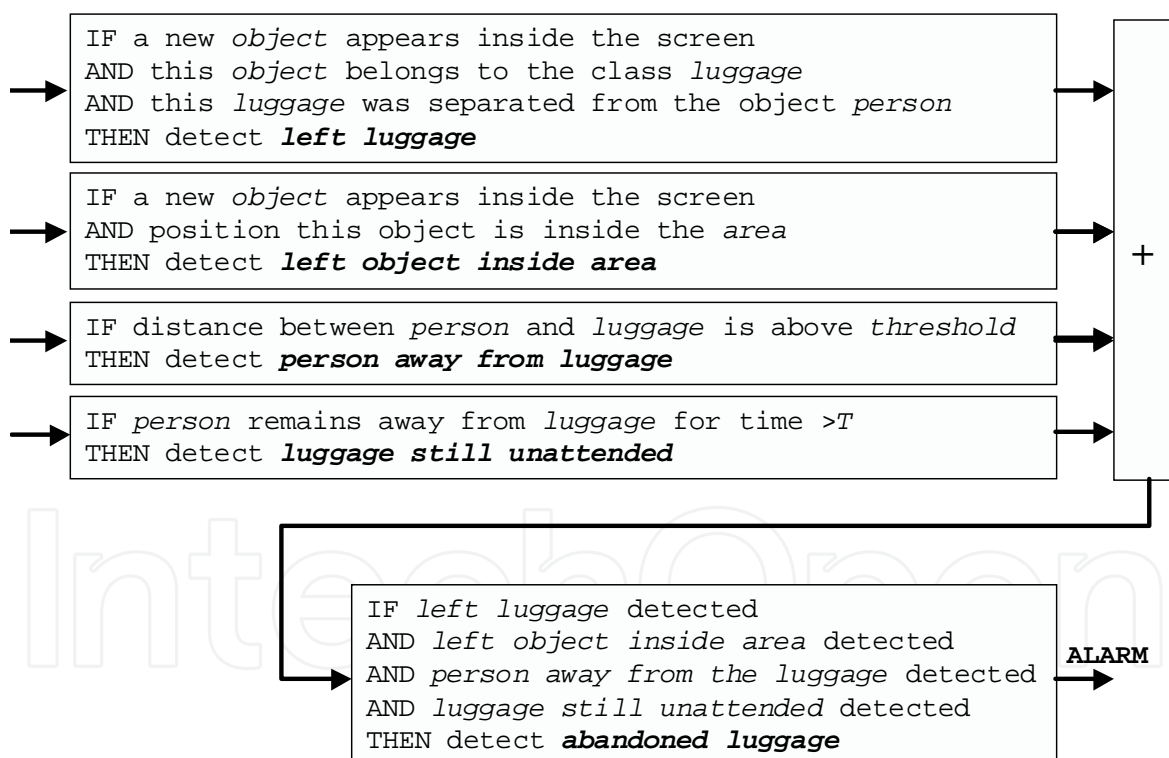 IF a new object appears inside the screen
AND this object belongs to the class luggage
AND this luggage was separated from the object person
THEN detect left luggage
IF a new object appears inside the screen
AND position this object is inside the area
THEN detect left object inside area
+
IF distance between person and luggage is above threshold
THEN detect person away from luggage
IF person remains away from luggage for time >T
THEN detect luggage still unattended
IntechOpen
IF left luggage detected
AND left object inside area detected
ALARM
AND person away from the luggage detected
AND luggage still unattended detected
THEN detect abandoned luggage